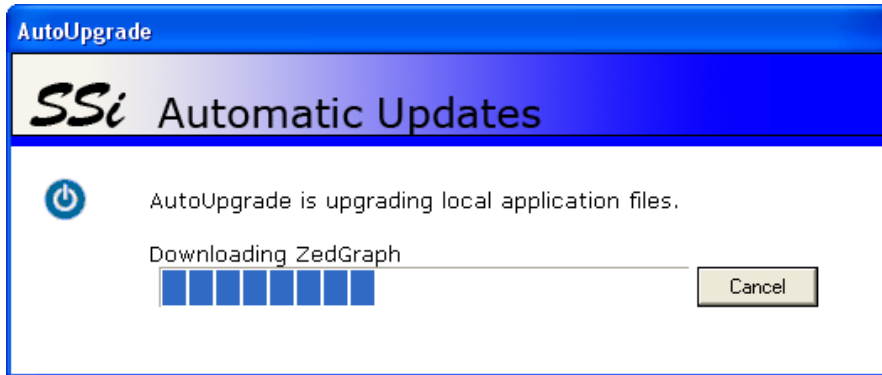 AutoUpgrade
SSi Automatic Updates
AutoUpgrade is upgrading local application files.
Downloading ZedGraph
Cancel